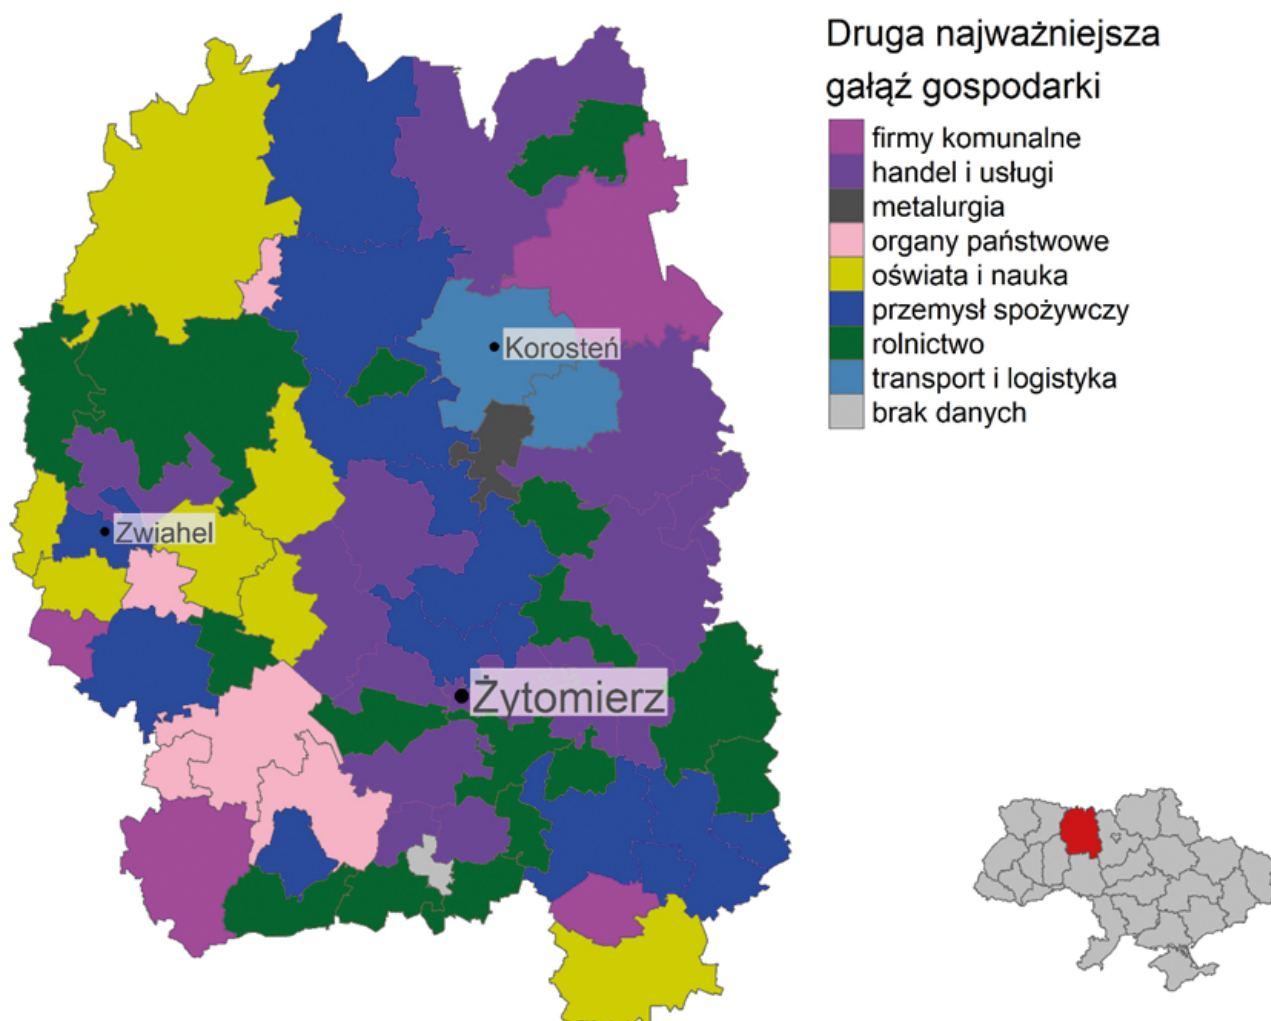 Druga najważniejsza
gałąź gospodarki
firmy komunalne
handel i usługi
metalurgia
organy państwowe
oświata i nauka
przemysł spożywczy
rolnictwo
transport i logistyka
brak danych
Korosteń
Zwiahel
Żytomierz